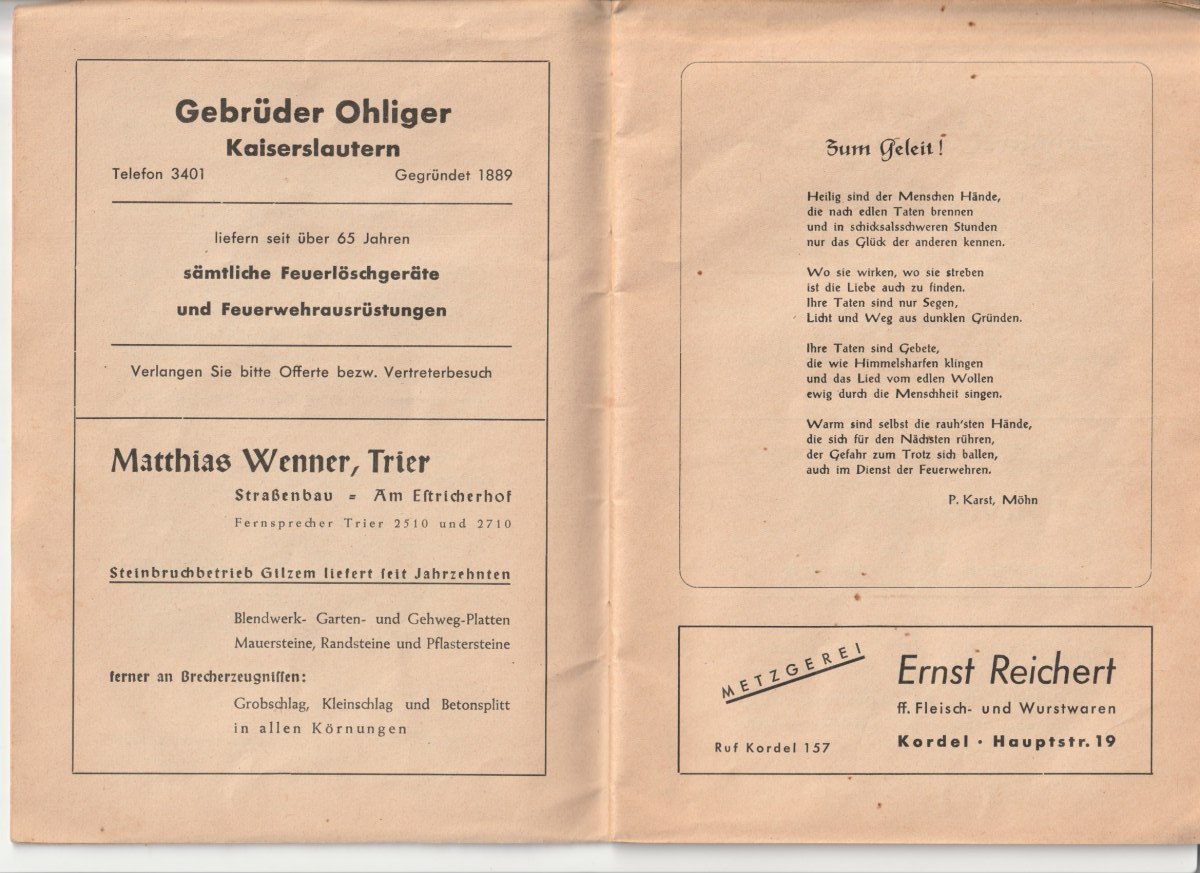 Gebrüder Ohliger
Kaiserslautern
Telefon 3401 Gegründet 1889
liefern seit über 65 Jahren
sämtliche Feuerlöschgeräte
und Feuerwehrausrüstungen
Verlangen Sie bitte Offerte bezw. Vertreterbesuch
Matthias Wenner, Trier
Straßenbau = Am Eſtricherhof
Fernsprecher Trier 2510 und 2710
Steinbruchbetrieb Gilzem liefert ſeit Jahrzehnten
Blendwerk- Garten- und Gehweg-Platten
Mauersteine, Randsteine und Pflastersteine
ferner an Brecherzeugniſſen:
Grobschlag, Kleinschlag und Betonsplitt
in allen Körnungen
Zum Geleit!
Heilig sind der Menschen Hände,
die nach edlen Taten brennen
und in schicksalsschweren Stunden
nur das Glück der anderen kennen.
Wo sie wirken, wo sie streben
ist die Liebe auch zu finden.
Ihre Taten sind nur Segen,
Licht und Weg aus dunklen Gründen.
Ihre Taten sind Gebete,
die wie Himmelsharfen klingen
und das Lied vom edlen Wollen
ewig durch die Menschheit singen.
Warm sind selbst die rauh'sten Hände,
die sich für den Nächsten rühren,
der Gefahr zum Trotz sich ballen,
auch im Dienst der Feuerwehren.
P. Karst, Möhn
METZGEREI
Ernst Reichert
ff. Fleisch- und Wurstwaren
Ruf Kordel 157
Kordel · Hauptstr. 19